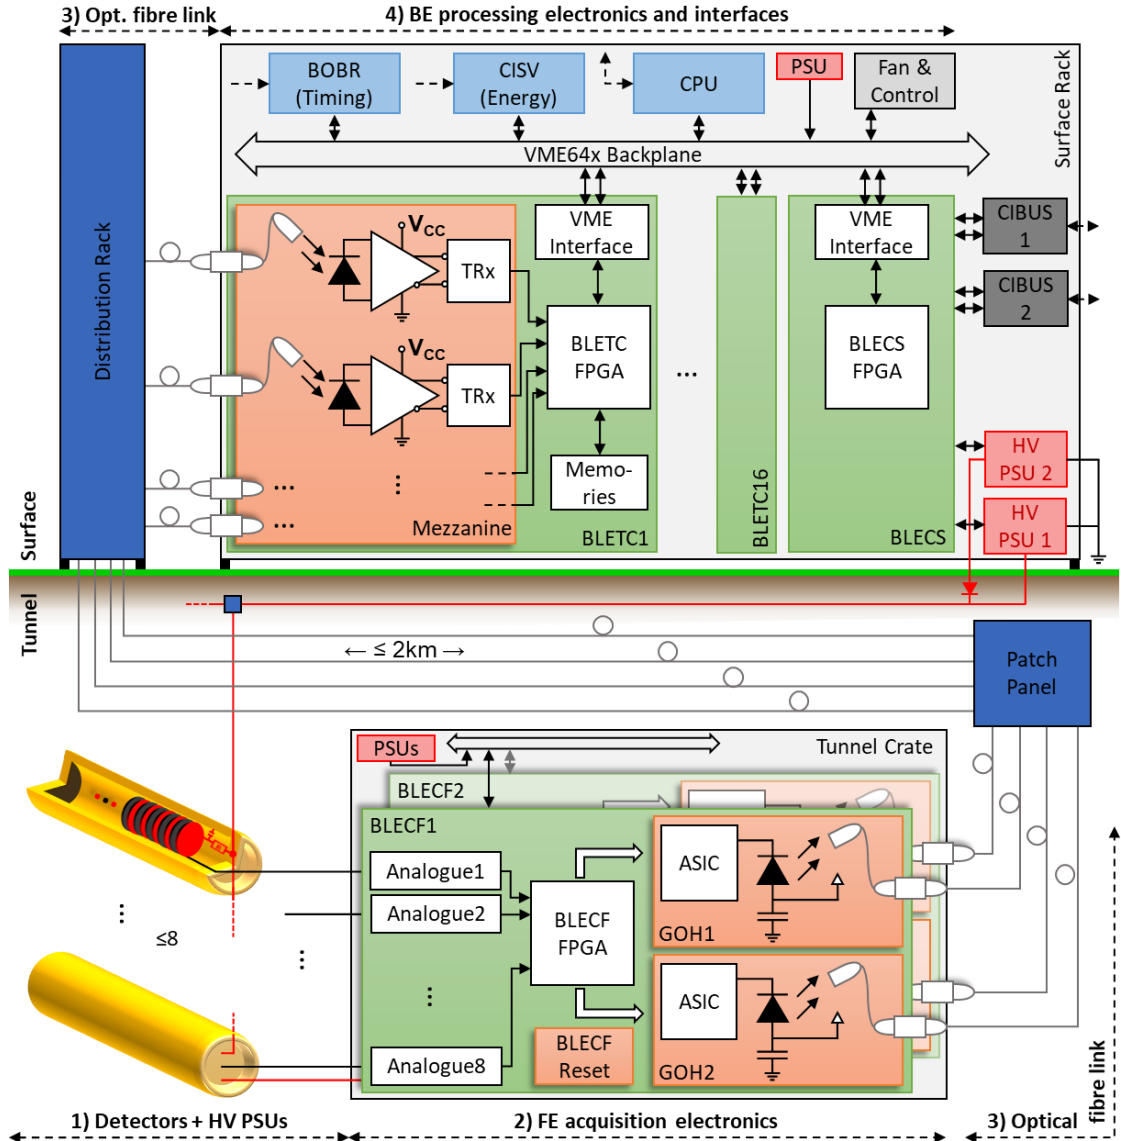 3) Opt. fibre link
4) BE processing electronics and interfaces
BOBR
(Timing)
CISV
(Energy)
CPU
PSU
Fan &
Control
Surface Rack
VME64x Backplane
Distribution Rack
VCC
TRx
VME
Interface
VME
Interface
CIBUS
1
CIBUS
2
BLETC
FPGA
...
BLECS
FPGA
VCC
TRx
HV
PSU 2
...
...
Memo-
ries
BLETC16
HV
PSU 1
...
Mezzanine
BLETC1
BLECS
Surface
Tunnel
← ≤ 2km →
Patch
Panel
PSUs
Tunnel Crate
BLECF2
BLECF1
Analogue1
Analogue2
...
≤8
...
...
Analogue8
BLECF
FPGA
ASIC
GOH1
ASIC
GOH2
BLECF
Reset
1) Detectors + HV PSUs
2) FE acquisition electronics
3) Optical
fibre link